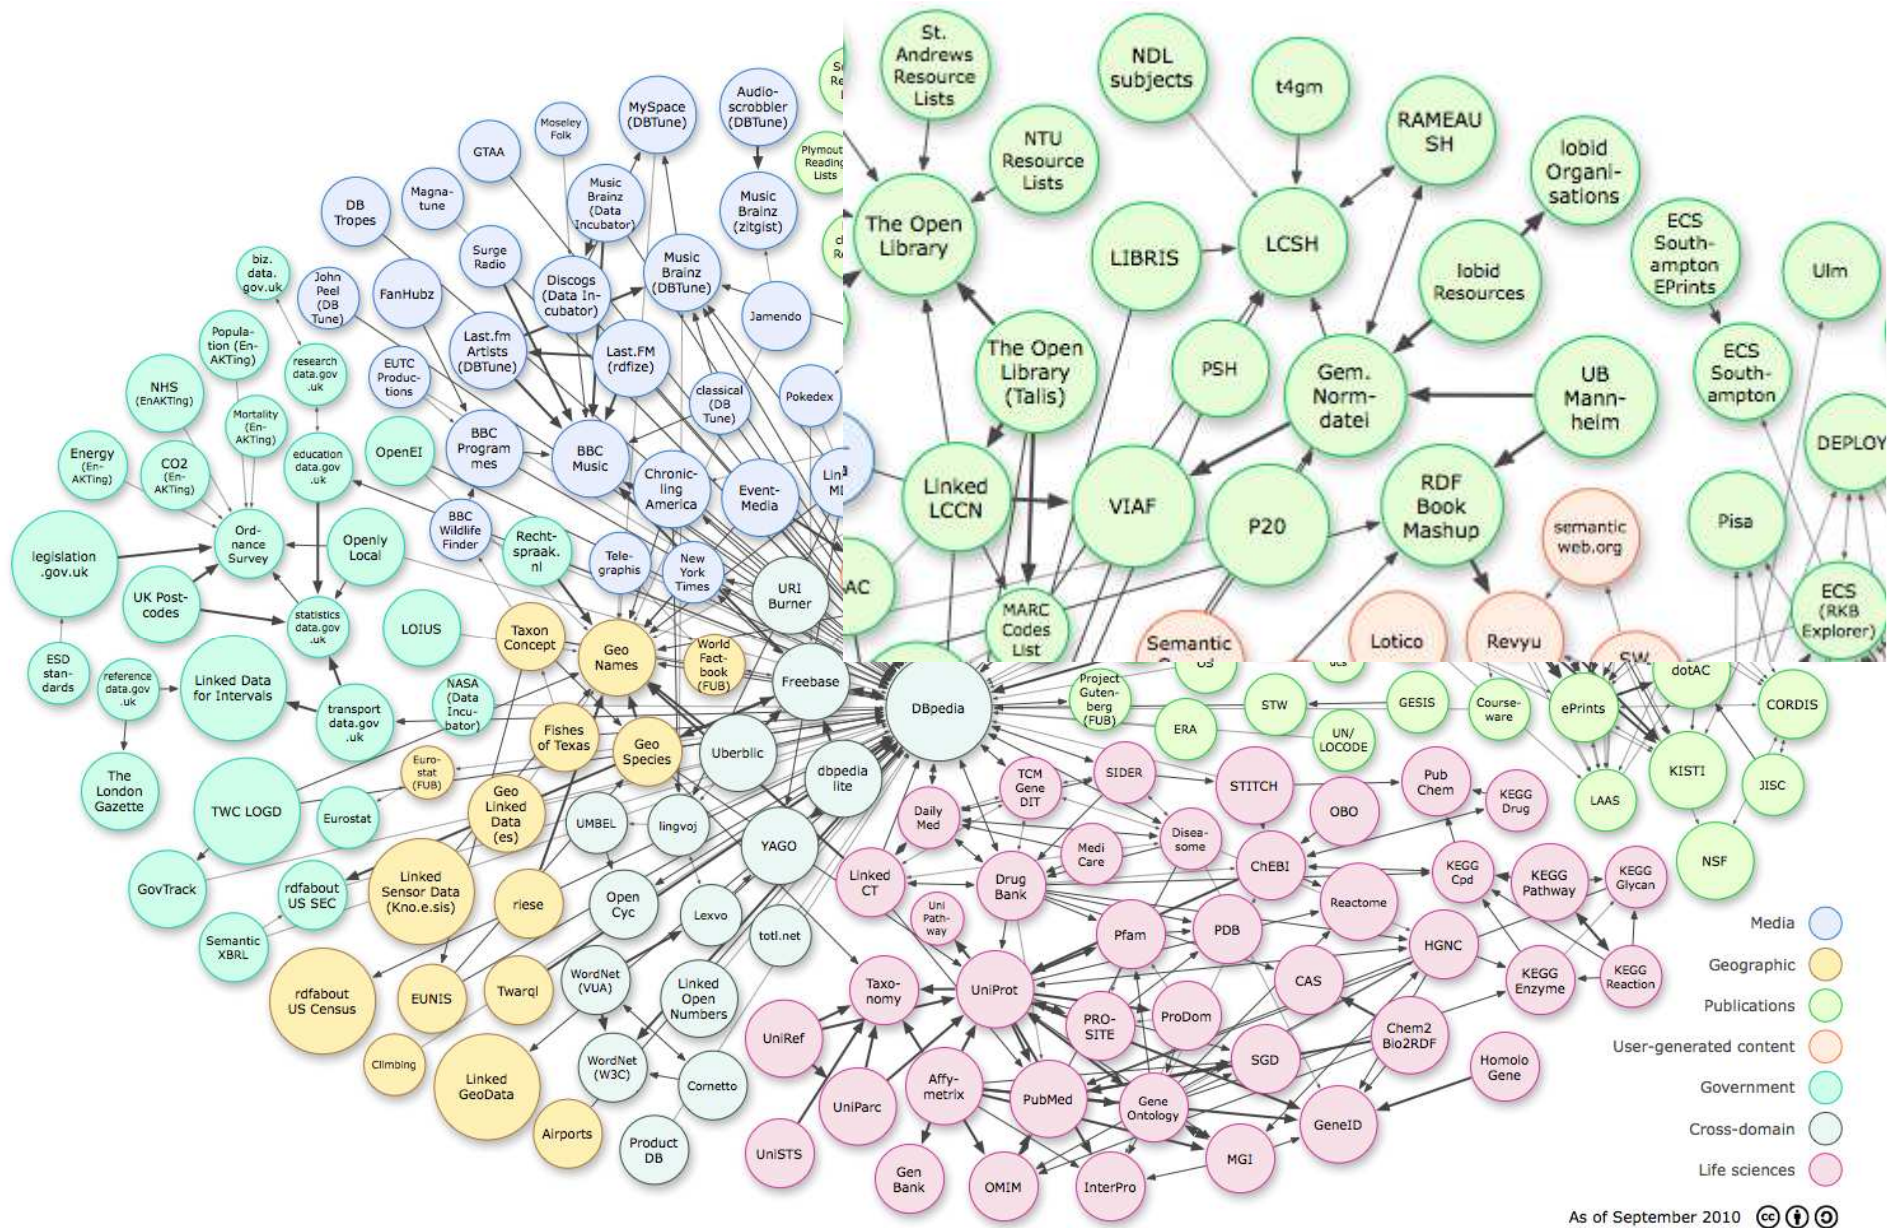 St.
Andrews
Resource
Lists
NDL
subjects
t4gm
RAMEAU
SH
lobid
Organi-
sations
NTU
Resource
Lists
The Open
Library
LIBRIS
LCSH
lobid
Resources
ECS
South-
ampton
EPrints
Ulm
The Open
Library
(Talis)
PSH
Gem.
Norm-
datei
UB
Mann-
heim
ECS
South-
ampton
DEPLOY
Linked
LCCN
VIAF
P20
RDF
Book
Mashup
semantic
web.org
Pisa
AC
MARC
Codes
List
Semantic
Lotico
Revyu
SW
ECS
(RKB
Explorer)
MySpace
(DBTune)
Audio-
scrobbler
(DBTune)
Moseley
Folk
GTAA
Plymout
Reading
Lists
Magna-
tune
DB
Tropes
Music
Brainz
(Data
Incubator)
Music
Brainz
(zitgist)
Surge
Radio
biz.
data.
gov.uk
John
Peel
(DB
Tune)
FanHubz
Discogs
(Data In-
cubator)
Music
Brainz
(DBTune)
Jamendo
Popula-
tion (En-
AKTing)
research
data.gov
.uk
EUTC
Produc-
tions
Last.fm
Artists
(DBTune)
Last.FM
(rdfize)
classical
(DB
Tune)
Pokedex
NHS
(EnAKTing)
Mortality
(En-
AKTing)
Energy
(En-
AKTing)
CO2
(En-
AKTing)
education
data.gov
.uk
OpenEI
BBC
Program
mes
BBC
Music
Chronic-
ling
America
Event-
Media
legislation
.gov.uk
Ord-
nance
Survey
Openly
Local
BBC
Wildlife
Finder
Recht-
spraak.
nl
Tele-
graphis
New
York
Times
URI
Burner
UK Post-
codes
statistics
data.gov
.uk
LOIUS
Taxon
Concept
Geo
Names
World
Fact-
book
(FUB)
Freebase
DBpedia
ESD
stan-
dards
reference
data.gov
.uk
Linked Data
for Intervals
transport
data.gov
.uk
NASA
(Data
Incu-
bator)
Fishes
of Texas
Geo
Species
Uberblic
dbpedia
lite
Project
Guten-
berg
(FUB)
ERA
STW
UN/
LOCODE
GESIS
Course-
ware
ePrints
dotAC
CORDIS
The
London
Gazette
TWC LOGD
Eurostat
Euro-
stat
(FUB)
Geo
Linked
Data
(es)
UMBEL
lingvoj
YAGO
Daily
Med
TCM
Gene
DIT
SIDER
STITCH
OBO
Pub
Chem
KEGG
Drug
LAAS
KISTI
JISC
NSF
GovTrack
rdfabout
US SEC
Linked
Sensor Data
(Kno.e.sis)
riese
Open
Cyc
Lexvo
totl.net
Linked
CT
Uni
Path-
way
Drug
Bank
Medi
Care
Disea-
some
ChEBI
KEGG
Cpd
KEGG
Pathway
KEGG
Glycan
Semantic
XBRL
rdfabout
US Census
EUNIS
Twarql
WordNet
(VUA)
Linked
Open
Numbers
Taxo-
nomy
UniProt
Pfam
PDB
Reactome
CAS
HGNC
KEGG
Enzyme
KEGG
Reaction
Climbing
Linked
GeoData
WordNet
(W3C)
Cornetto
UniRef
UniParc
Affy-
metrix
PubMed
PRO-
SITE
ProDom
Gene
Ontology
SGD
Chem2
Bio2RDF
Homolo
Gene
Airports
Product
DB
UniSTS
Gen
Bank
OMIM
InterPro
MGI
GeneID
Media
Geographic
Publications
User-generated content
Government
Cross-domain
Life sciences
As of September 2010